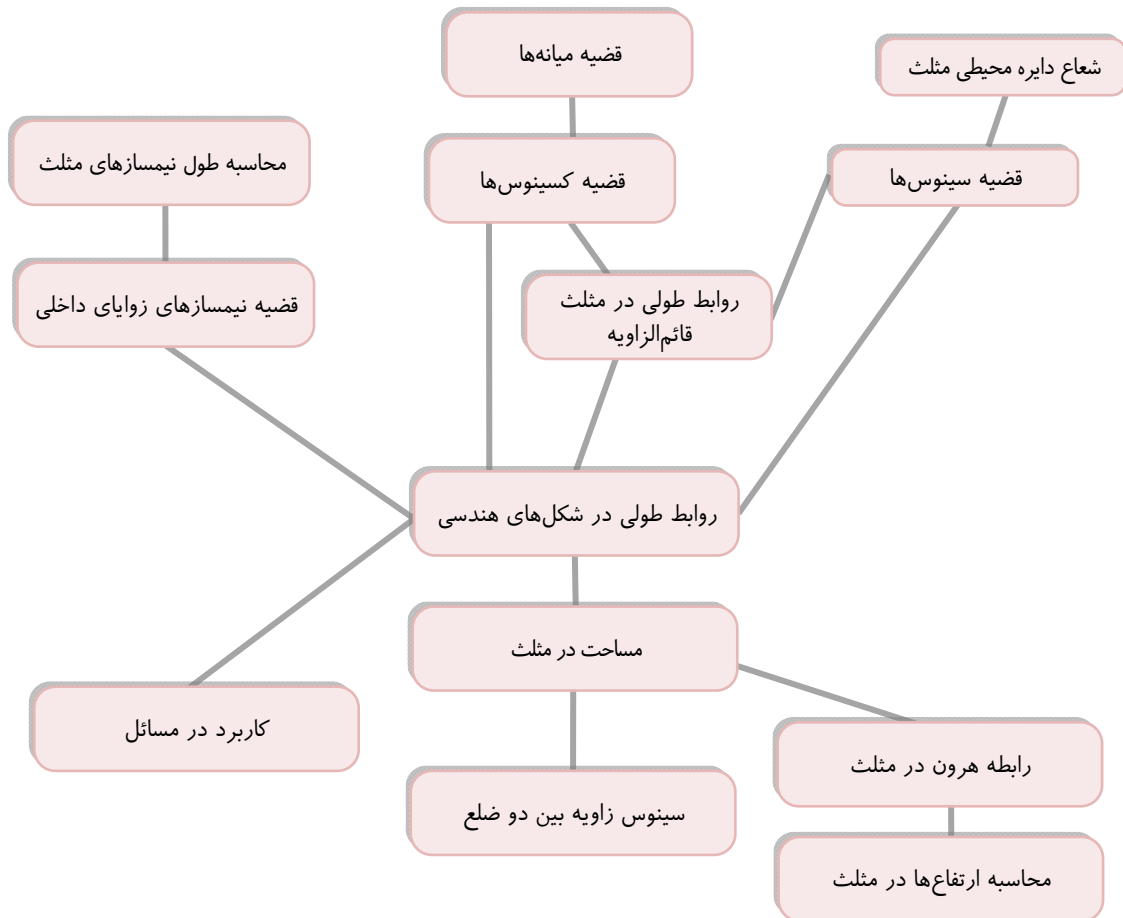 قضیه میانه‌ها
شعاع دایره محیطی مثلث
محاسبه طول نیمسازهای مثلث
قضیه کسینوس‌ها
قضیه سینوس‌ها
قضیه نیمسازهای زوایای داخلی
روابط طولی در مثلث
قائم‌الزاویه
روابط طولی در شکل‌های هندسی
مساحت در مثلث
کاربرد در مسائل
رابطه هرون در مثلث
سینوس زاویه بین دو ضلع
محاسبه ارتفاع‌ها در مثلث